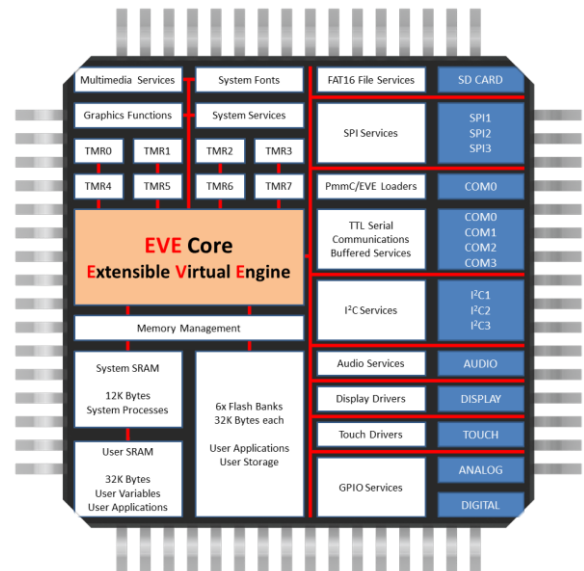 Multimedia Services
System Fonts
FAT16 File Services
SD CARD
Graphics Functions
System Services
SPI Services
SPI1
SPI2
SPI3
TMR0
TMR1
TMR2
TMR3
TMR4
TMR5
TMR6
TMR7
PmmC/EVE Loaders
COM0
EVE Core
Extensible Virtual Engine
TTL Serial
Communications
Buffered Services
COM0
COM1
COM2
COM3
Memory Management
I²C Services
I²C1
I²C2
I²C3
System SRAM
12K Bytes
System Processes
6x Flash Banks
32K Bytes each
User Applications
User Storage
Audio Services
AUDIO
Display Drivers
DISPLAY
Touch Drivers
TOUCH
User SRAM
32K Bytes
User Variables
User Applications
GPIO Services
ANALOG
DIGITAL